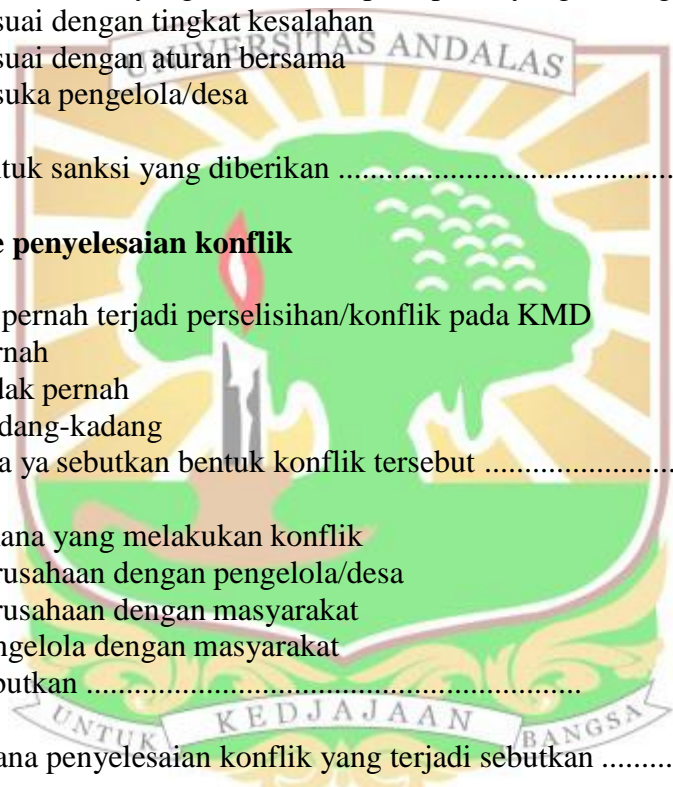 suai dengan tingkat kesalahan
UNIVERSITAS ANDALAS
suai dengan aturan bersama
suka pengelola/desa
tuk sanksi yang diberikan ............................................
e penyelesaian konflik
pernah terjadi perselisihan/konflik pada KMD
rnah
dak pernah
dang-kadang
a ya sebutkan bentuk konflik tersebut .........................
ana yang melakukan konflik
rusahaan dengan pengelola/desa
rusahaan dengan masyarakat
ngelola dengan masyarakat
butkan ................................................................
UNTUK KEDJAJAAN BANGSA
ana penyelesaian konflik yang terjadi sebutkan ..........